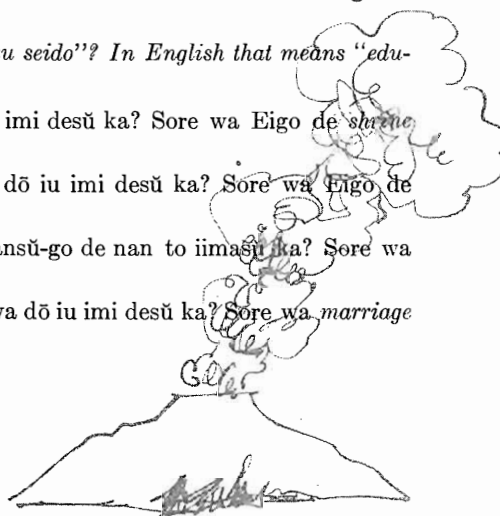 u seido"? In English that means "edu-
imi desŭ ka? Sore wa Eigo de shrine
dō iu imi desŭ ka? Sore wa Eigo de
ansŭ-go de nan to iimasŭ ka? Sore wa
va dō iu imi desŭ ka? Sore wa marriage